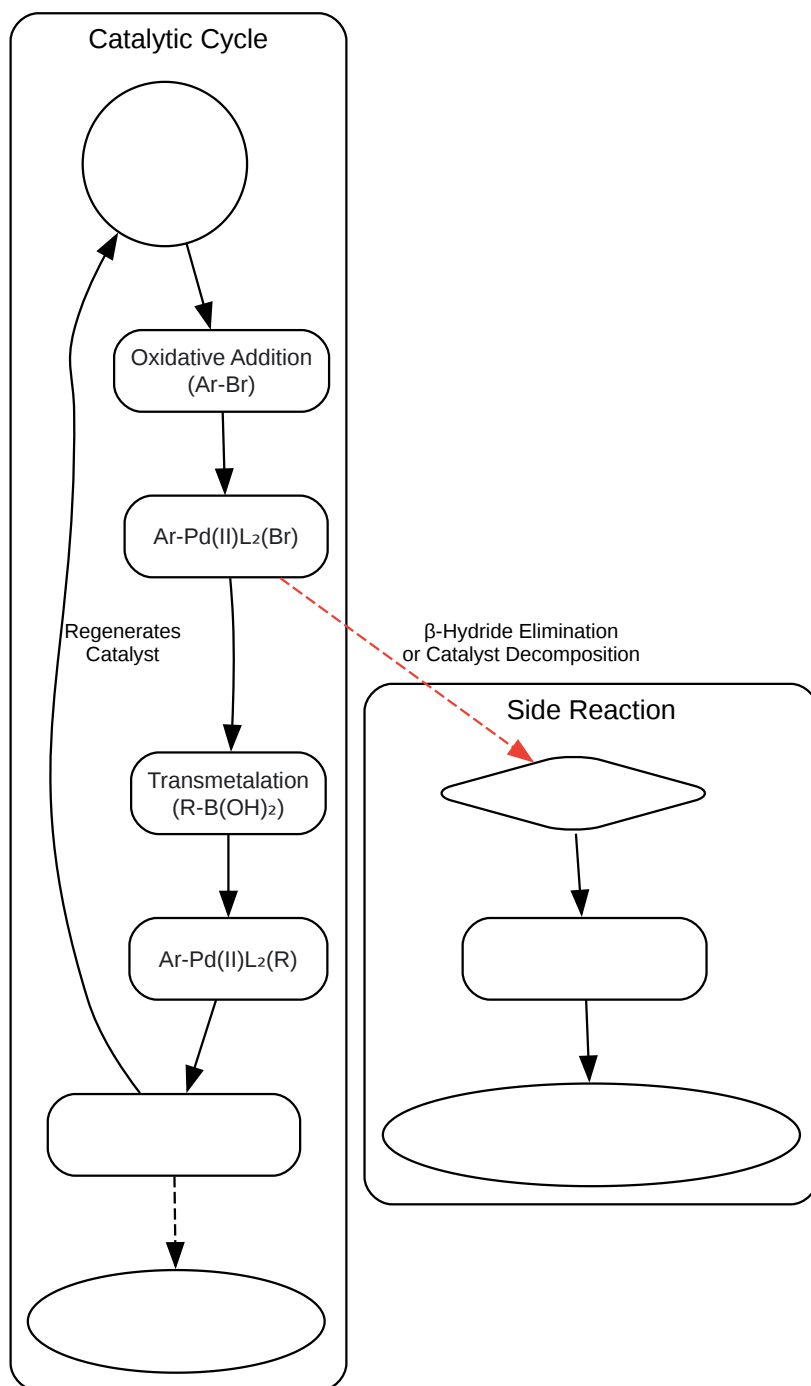 Catalytic Cycle
Oxidative Addition
(Ar-Br)
Ar-Pd(II)L₂(Br)
Regenerates
Catalyst
β-Hydride Elimination
or Catalyst Decomposition
Side Reaction
Transmetalation
(R-B(OH)₂)
Ar-Pd(II)L₂(R)